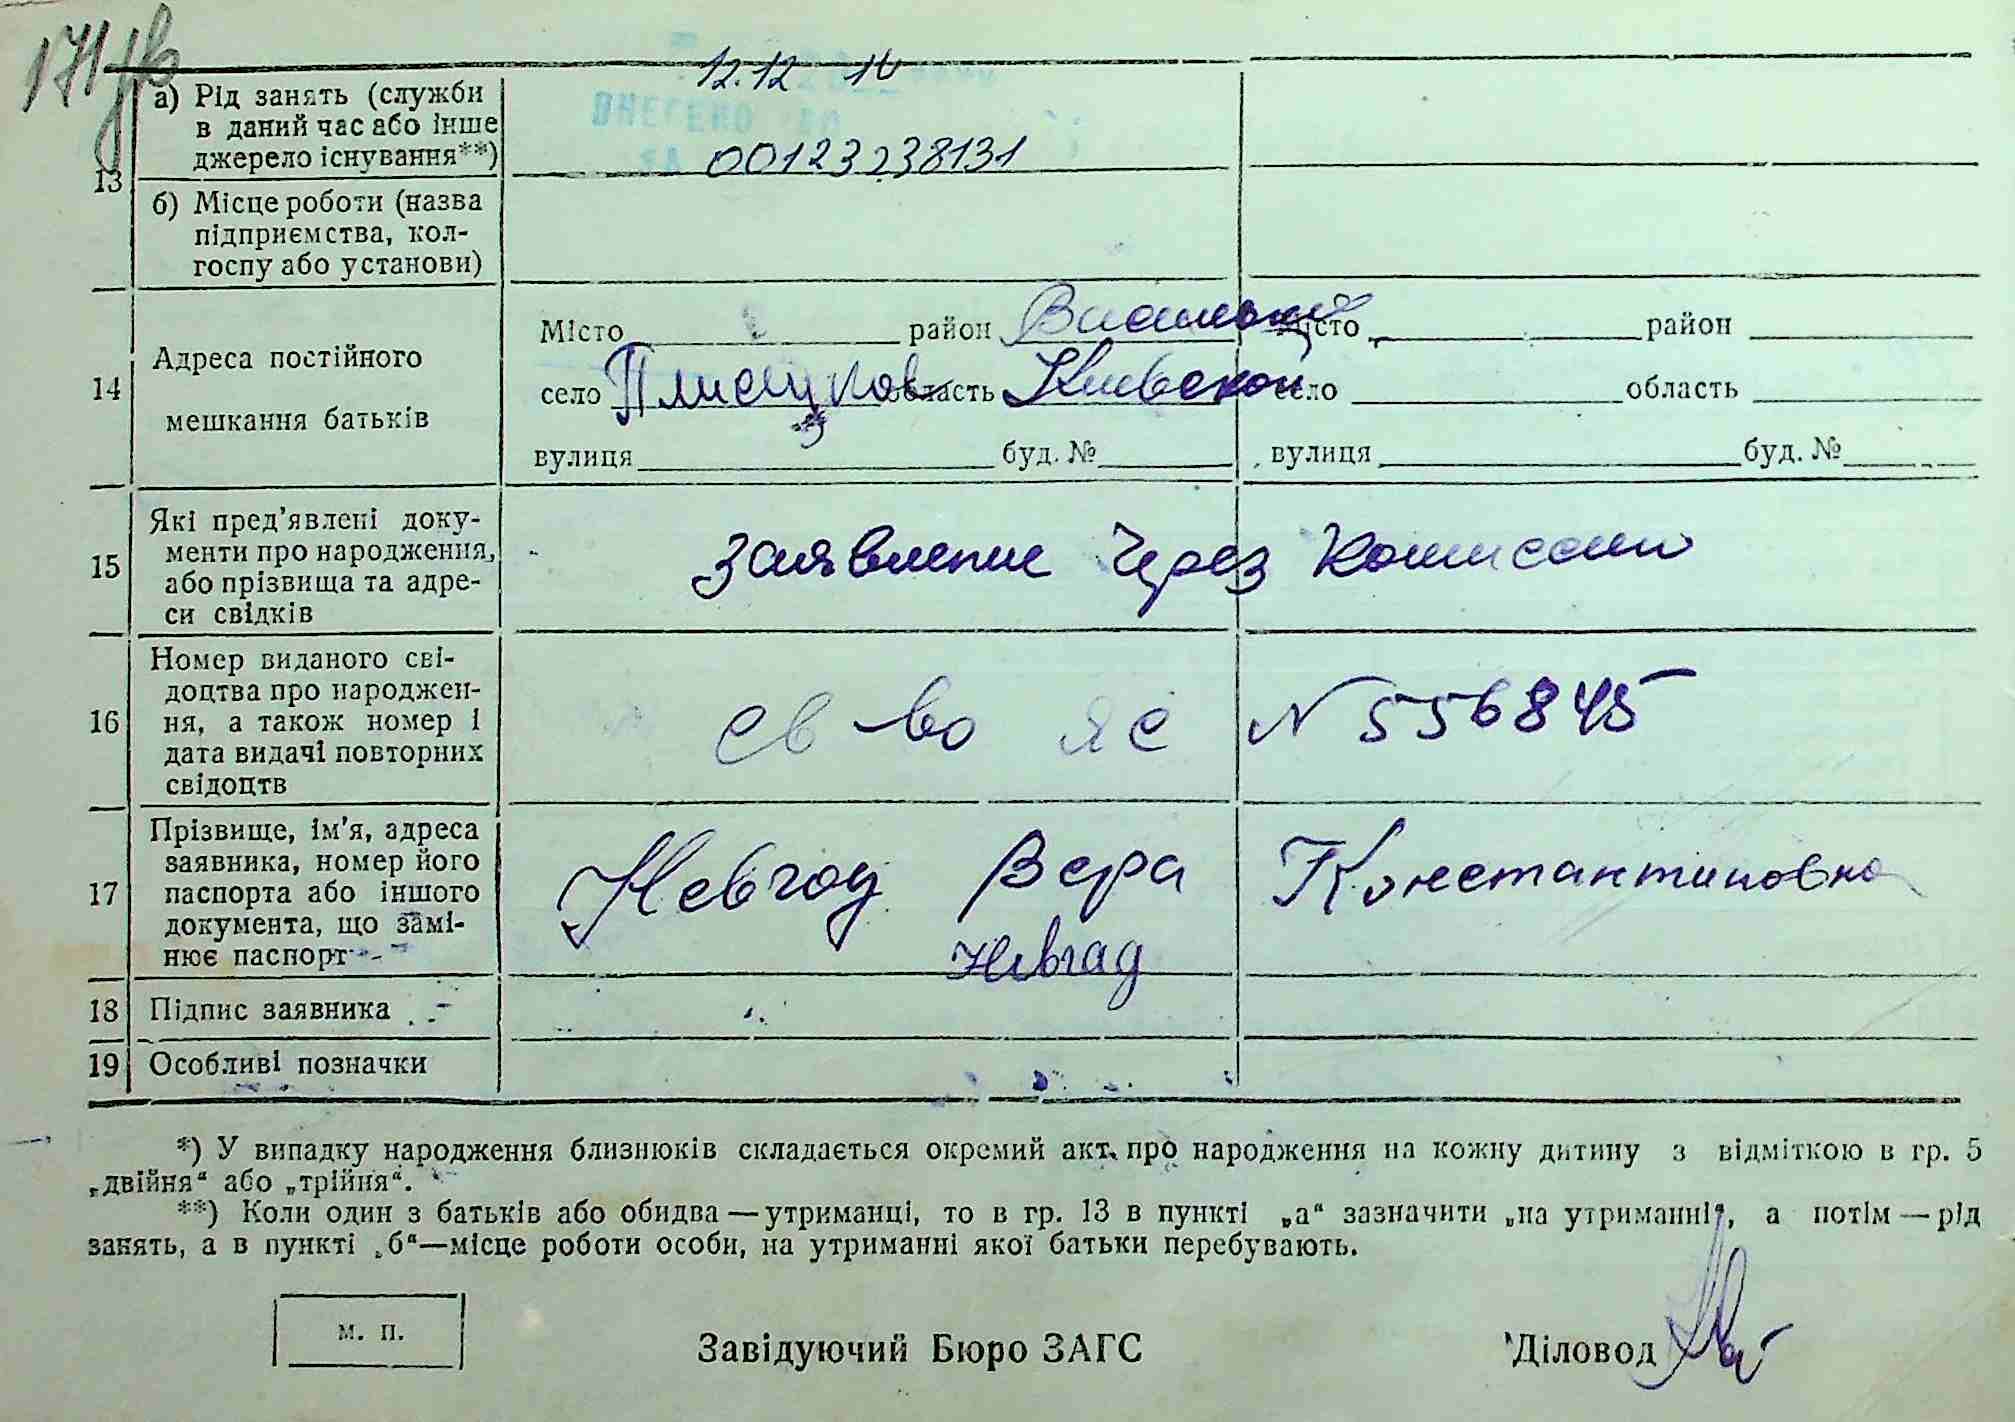 171
12.12 16
ВНЕСЕНО
а) Рід занять (служби
в даний час або інше
джерело існування**)
00123238131
13
б) Місце роботи (назва
підприємства, кол-
госпу або установи)
14 Адреса постійного
мешкання батьків
Місто район Місто район
село область Киевской село область
вулиця буд. № вулиця буд. №
15 Які пред'явлені доку-
менти про народження,
або прізвища та адре-
си свідків
Заявление через комиссию
16 Номер виданого сві-
доцтва про народжен-
ня, а також номер і
дата видачі повторних
свідоцтв
св-во ЯС N 556845
17 Прізвище, ім'я, адреса
заявника, номер його
паспорта або іншого
документа, що замі-
нює паспорт
Невгод Вера Константиновна
Невгад
18 Підпис заявника
19 Особливі позначки
*) У випадку народження близнюків складається окремий акт про народження на кожну дитину з відміткою в гр. 5
„двійня“ або „трійня“.
**) Коли один з батьків або обидва — утриманці, то в гр. 13 в пункті „а“ зазначити „на утриманні“, а потім — рід
занять, а в пункті „б“—місце роботи особи, на утриманні якої батьки перебувають.
М. П.
Завідуючий Бюро ЗАГС
Діловод